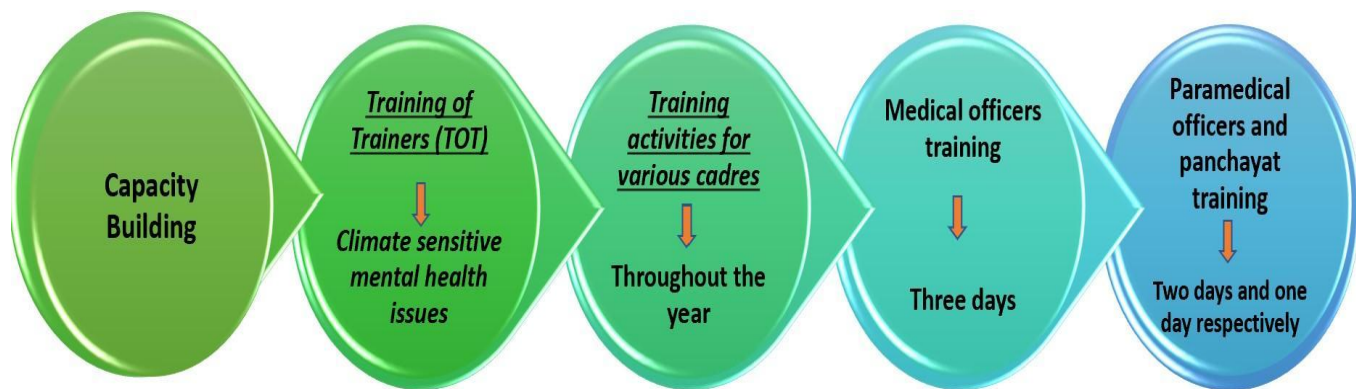 Capacity
Building
Training of
Trainers (TOT)
Climate sensitive
mental health
issues
Training
activities for
various cadres
Throughout the
year
Medical officers
training
Three days
Paramedical
officers and
panchayat
training
Two days and one
day respectively